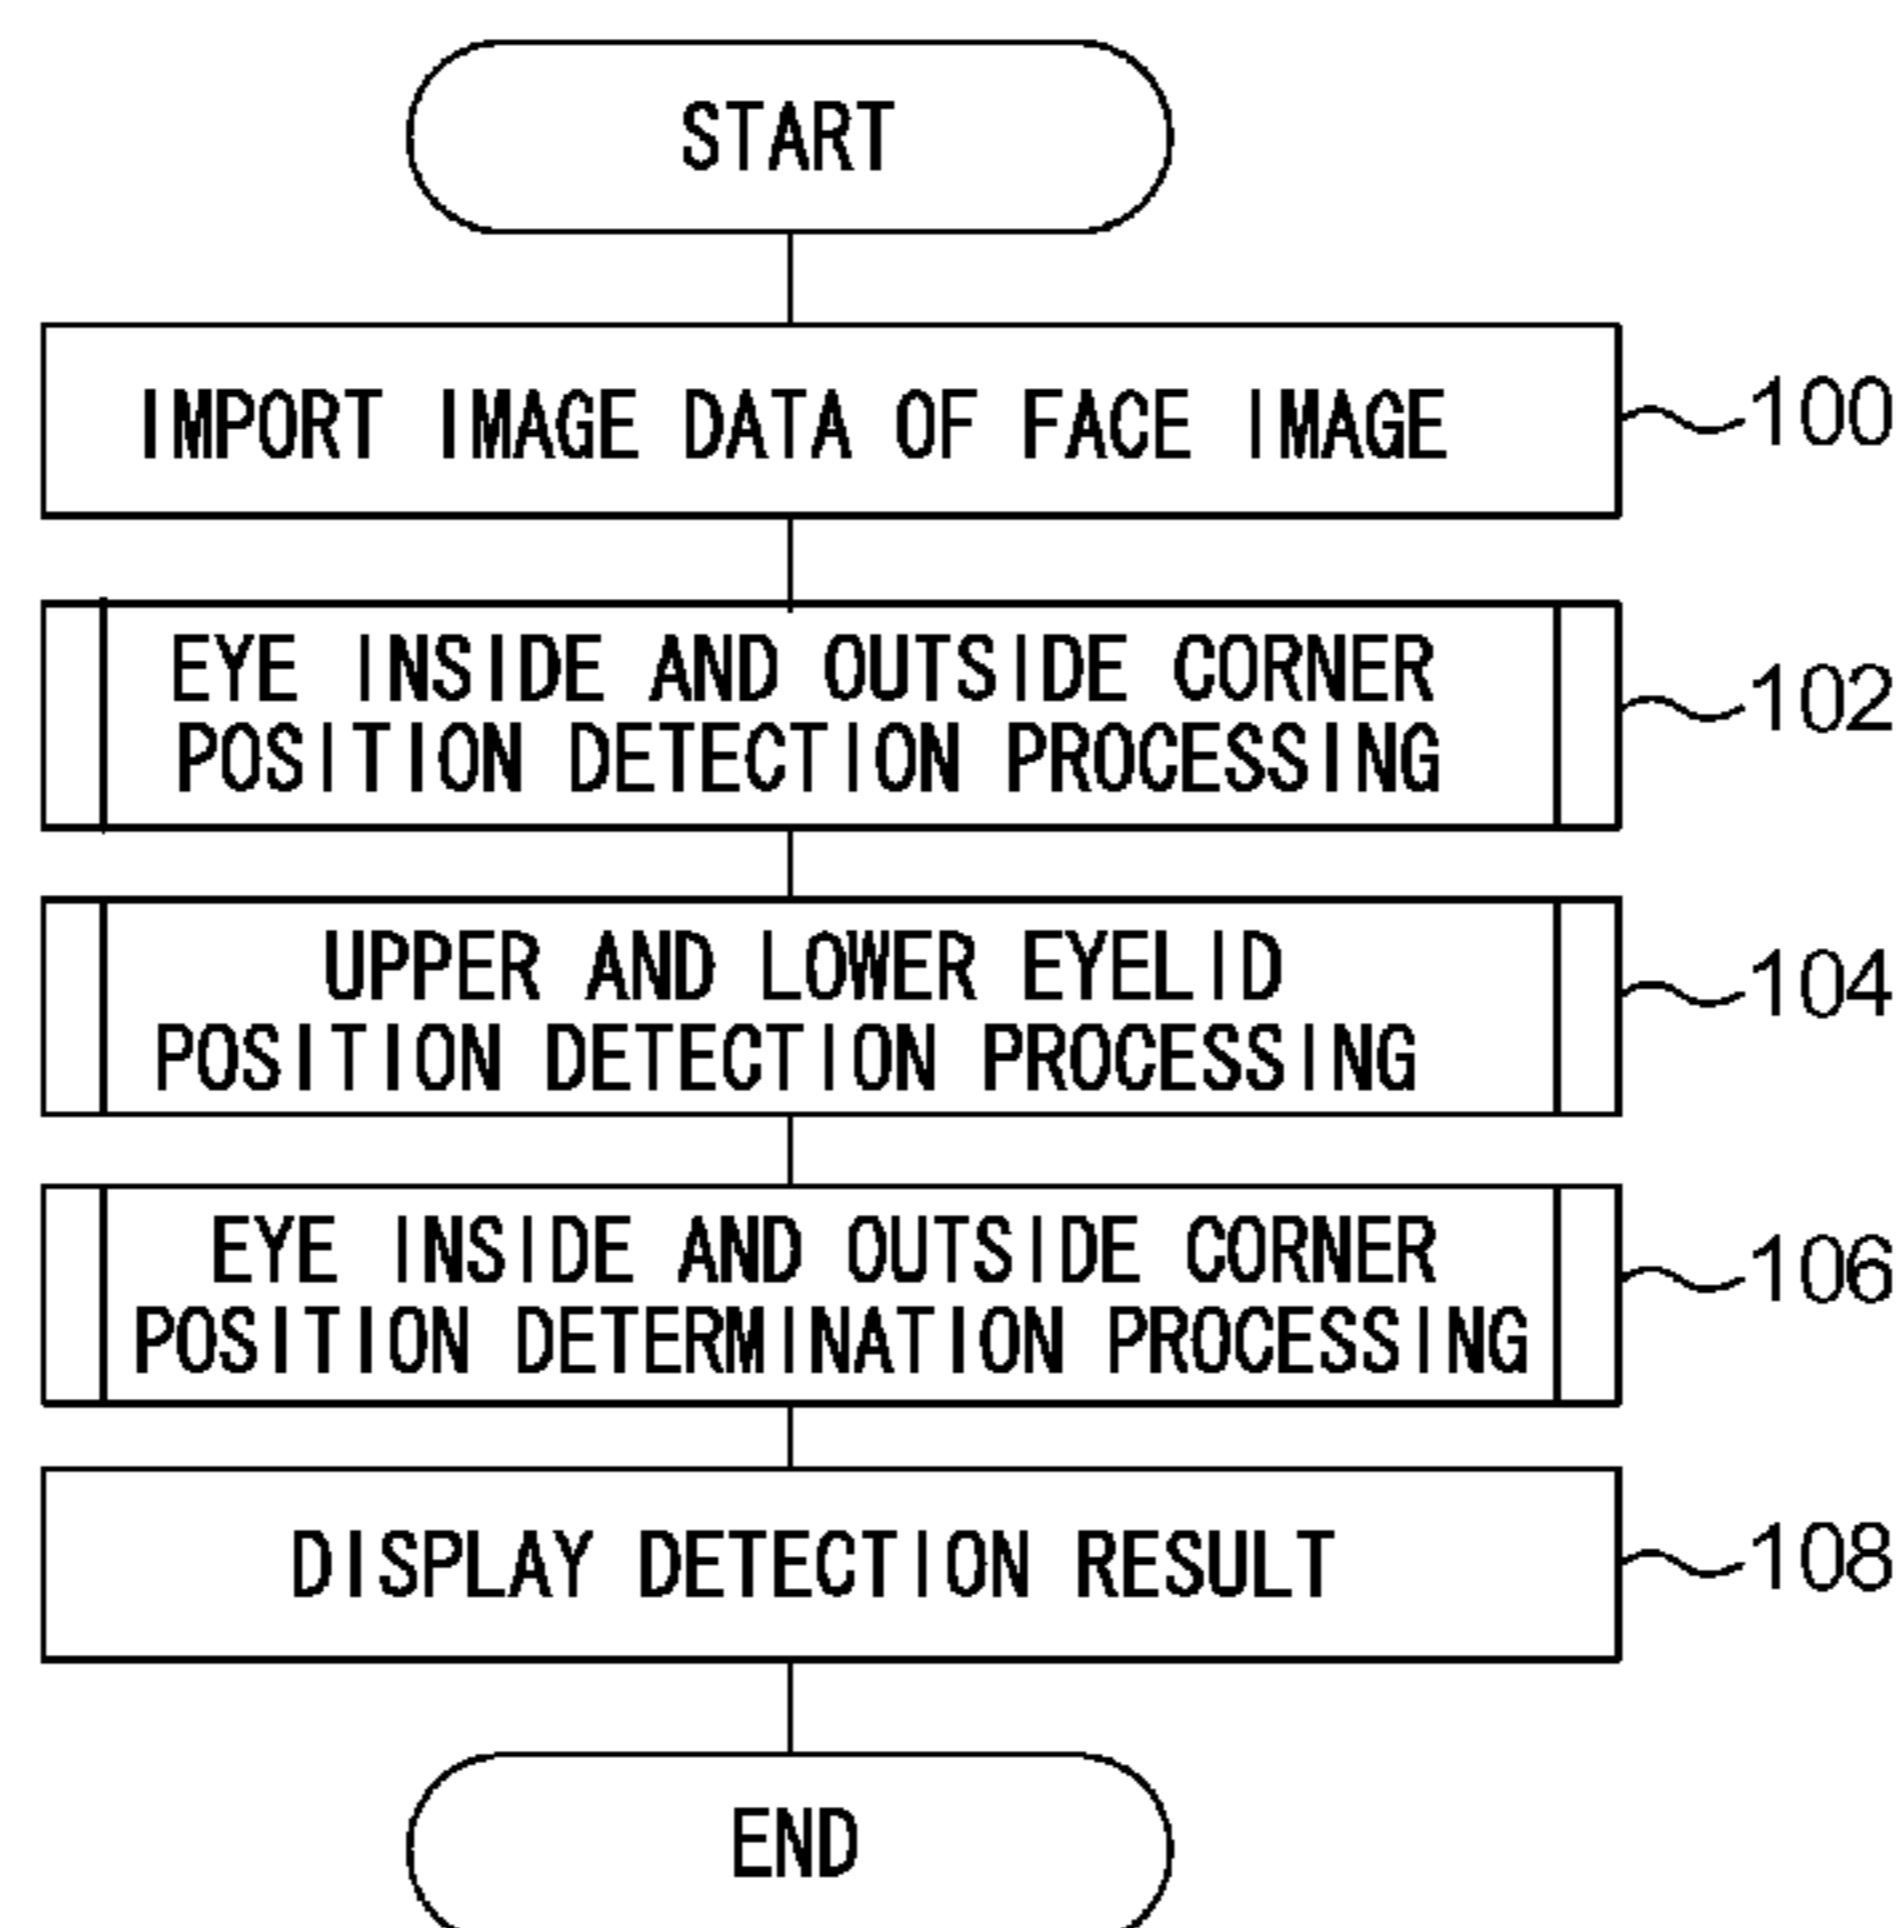 START
IMPORT IMAGE DATA OF FACE IMAGE
100
EYE INSIDE AND OUTSIDE CORNER
POSITION DETECTION PROCESSING
102
UPPER AND LOWER EYELID
POSITION DETECTION PROCESSING
104
EYE INSIDE AND OUTSIDE CORNER
POSITION DETERMINATION PROCESSING
106
DISPLAY DETECTION RESULT
108
END